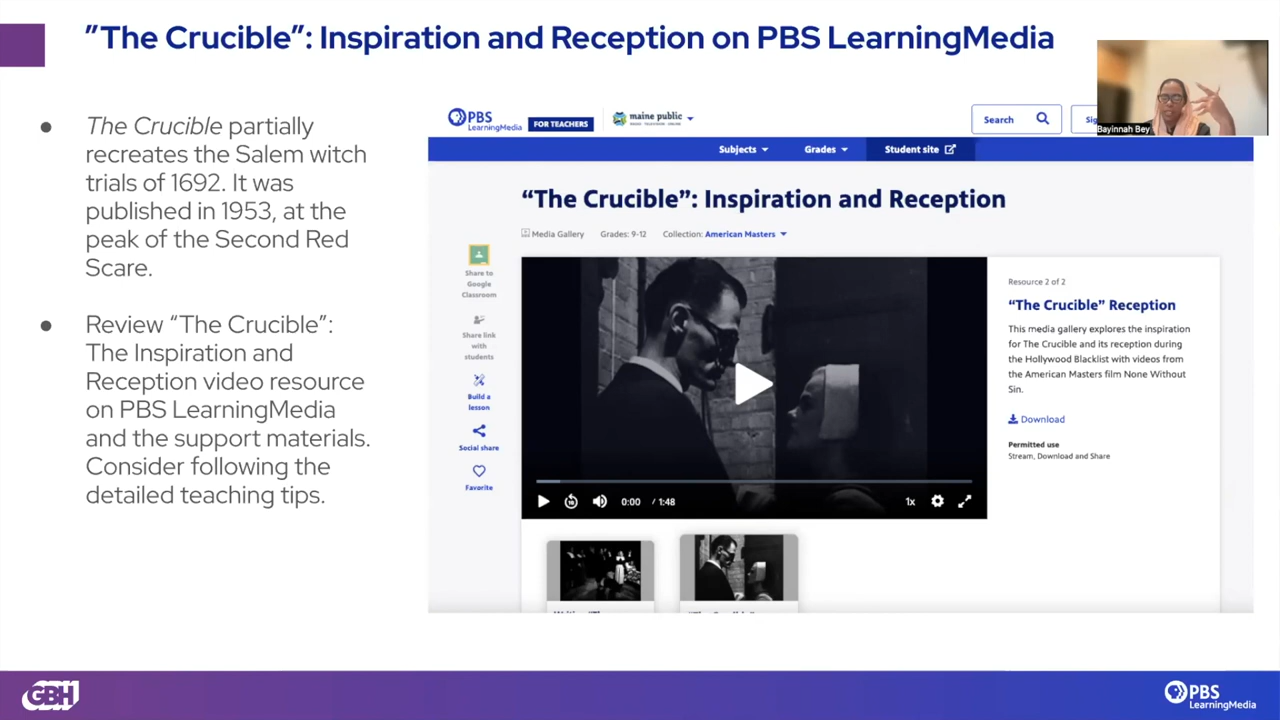 ”The Crucible”: Inspiration and Reception on PBS LearningMedia
Bayinnah Bey
● The Crucible partially
recreates the Salem witch
trials of 1692. It was
published in 1953, at the
peak of the Second Red
Scare.
● Review “The Crucible”:
The Inspiration and
Reception video resource
on PBS LearningMedia
and the support materials.
Consider following the
detailed teaching tips.
PBS LearningMedia
FOR TEACHERS
maine public
Search
Subjects
Grades
Student site
“The Crucible”: Inspiration and Reception
Media Gallery Grades: 9-12 Collection: American Masters
Share to
Google
Classroom
Share link
with
students
Build a
lesson
Social share
Favorite
0:00 / 1:48
1x
Resource 2 of 2
“The Crucible” Reception
This media gallery explores the inspiration
for The Crucible and its reception during
the Hollywood Blacklist with videos from
the American Masters film None Without
Sin.
Download
Permitted use
Stream, Download and Share
GBH
PBS
LearningMedia